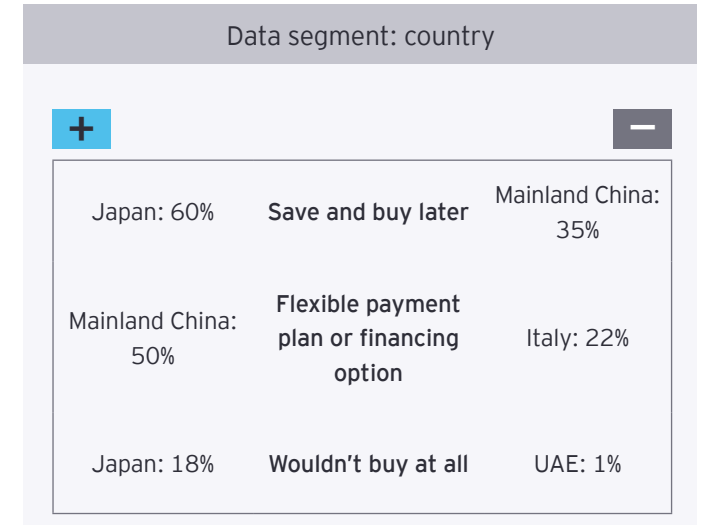 Data segment: country
+
−
Japan: 60%
Save and buy later
Mainland China:
35%
Mainland China:
50%
Flexible payment
plan or financing
option
Italy: 22%
Japan: 18%
Wouldn’t buy at all
UAE: 1%